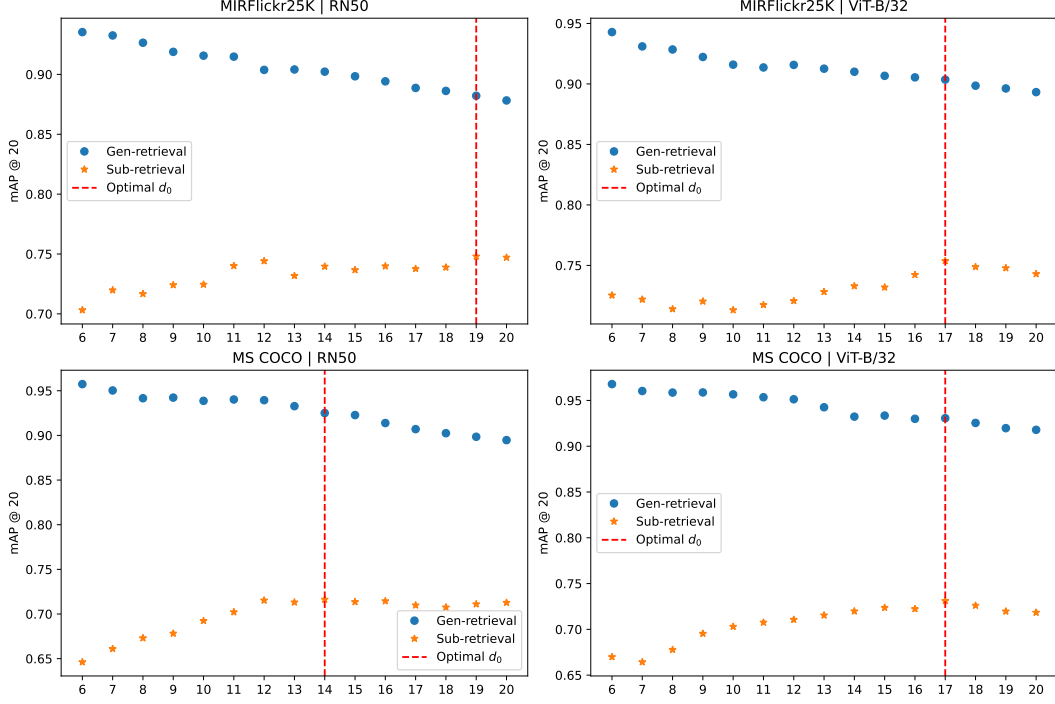 MIRFlickr25K | RN50
mAP @ 20
0.90
0.85
0.80
0.75
0.70
Gen-retrieval
Sub-retrieval
Optimal d₀
6 7 8 9 10 11 12 13 14 15 16 17 18 19 20
MIRFlickr25K | ViT-B/32
mAP @ 20
0.95
0.90
0.85
0.80
0.75
Gen-retrieval
Sub-retrieval
Optimal d₀
6 7 8 9 10 11 12 13 14 15 16 17 18 19 20
MS COCO | RN50
mAP @ 20
0.95
0.90
0.85
0.80
0.75
0.70
0.65
Gen-retrieval
Sub-retrieval
Optimal d₀
6 7 8 9 10 11 12 13 14 15 16 17 18 19 20
MS COCO | ViT-B/32
mAP @ 20
0.95
0.90
0.85
0.80
0.75
0.70
0.65
Gen-retrieval
Sub-retrieval
Optimal d₀
6 7 8 9 10 11 12 13 14 15 16 17 18 19 20